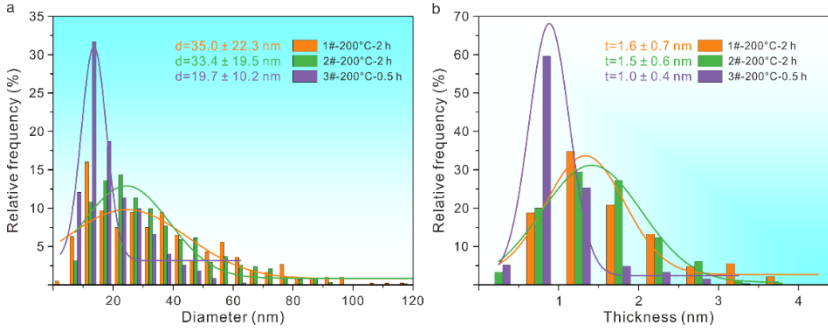 a
35
30
25
20
15
10
5
Relative frequency (%)
d=35.0 ± 22.3 nm 1#-200°C-2 h
d=33.4 ± 19.5 nm 2#-200°C-2 h
d=19.7 ± 10.2 nm 3#-200°C-0.5 h
20 40 60 80 100 120
Diameter (nm)
b
70
60
50
40
30
20
10
0
Relative frequency (%)
t=1.6 ± 0.7 nm 1#-200°C-2 h
t=1.5 ± 0.6 nm 2#-200°C-2 h
t=1.0 ± 0.4 nm 3#-200°C-0.5 h
1 2 3 4
Thickness (nm)